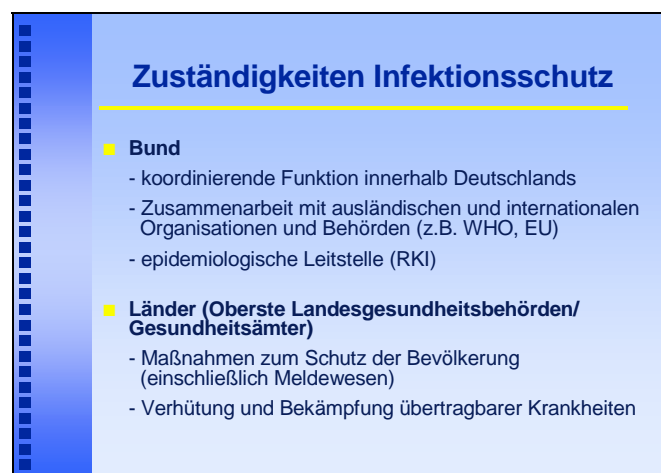 Zuständigkeiten Infektionsschutz
Bund
- koordinierende Funktion innerhalb Deutschlands
- Zusammenarbeit mit ausländischen und internationalen
Organisationen und Behörden (z.B. WHO, EU)
- epidemiologische Leitstelle (RKI)
Länder (Oberste Landesgesundheitsbehörden/
Gesundheitsämter)
- Maßnahmen zum Schutz der Bevölkerung
(einschließlich Meldewesen)
- Verhütung und Bekämpfung übertragbarer Krankheiten